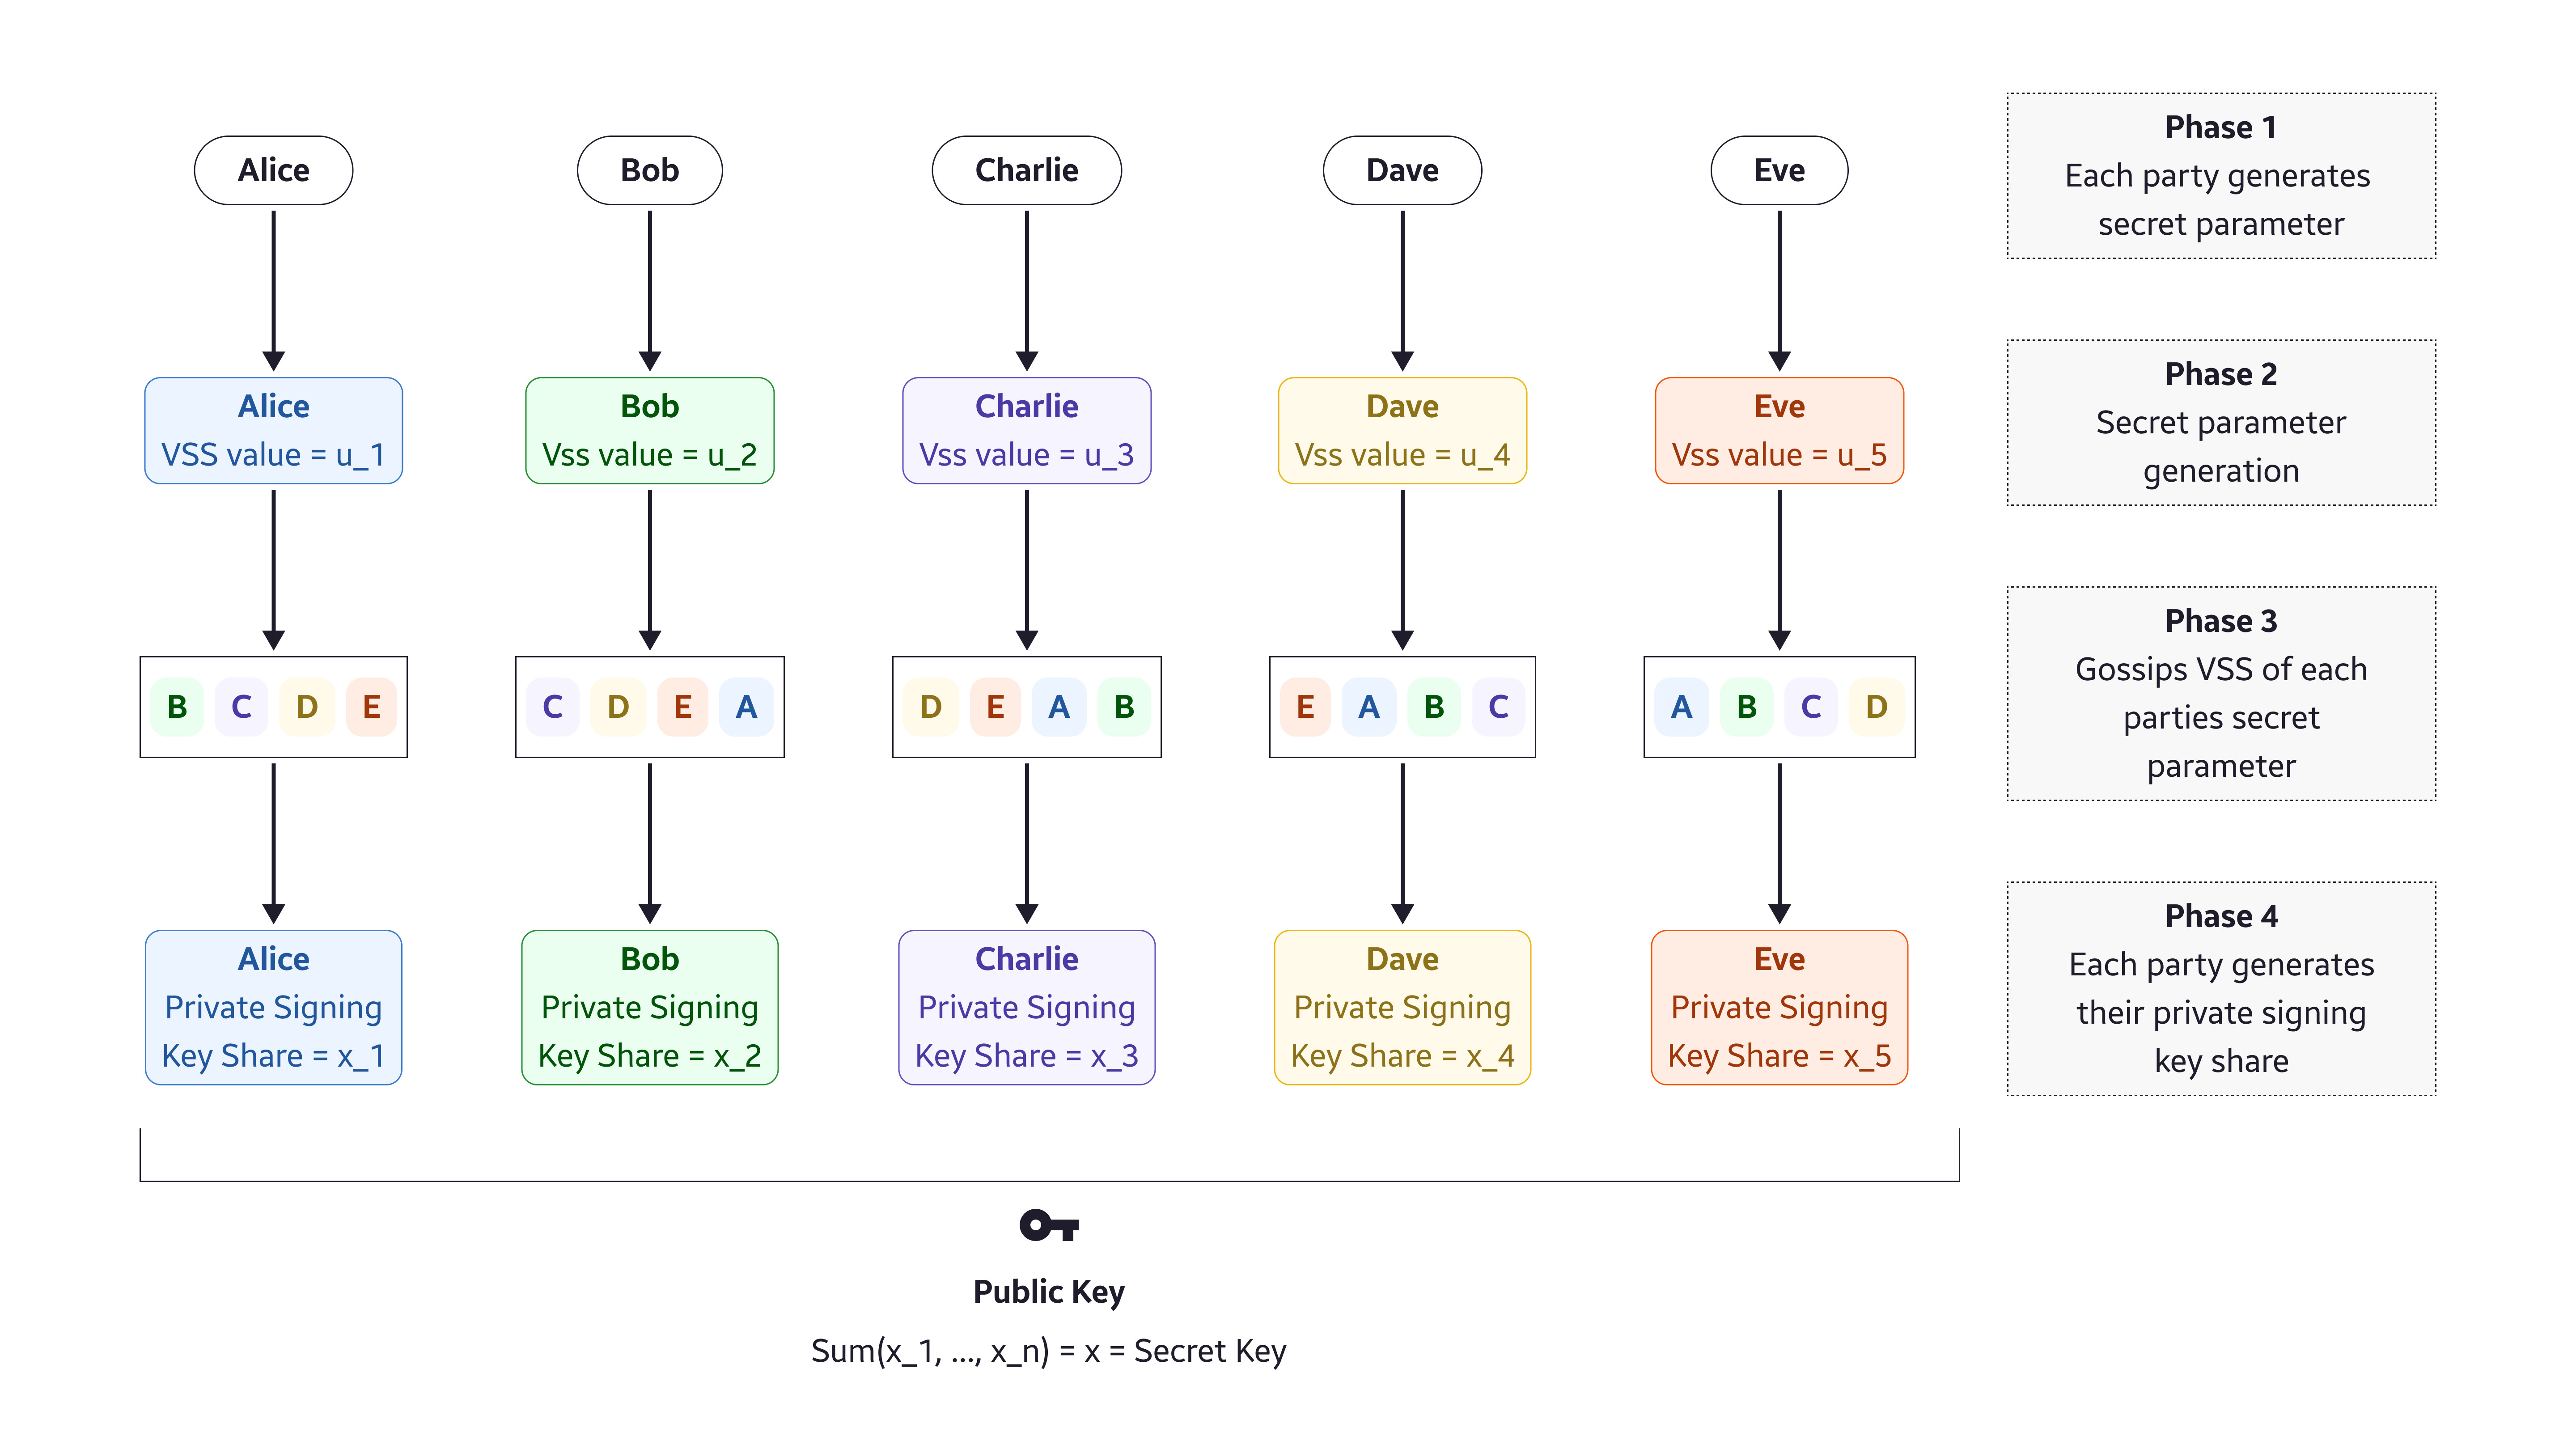 Alice
Bob
Charlie
Dave
Eve
Phase 1
Each party generates
secret parameter
Alice
VSS value = u_1
Bob
Vss value = u_2
Charlie
Vss value = u_3
Dave
Vss value = u_4
Eve
Vss value = u_5
Phase 2
Secret parameter
generation
B C D E
C D E A
D E A B
E A B C
A B C D
Phase 3
Gossips VSS of each
parties secret
parameter
Alice
Private Signing
Key Share = x_1
Bob
Private Signing
Key Share = x_2
Charlie
Private Signing
Key Share = x_3
Dave
Private Signing
Key Share = x_4
Eve
Private Signing
Key Share = x_5
Phase 4
Each party generates
their private signing
key share
Public Key
Sum(x_1, ..., x_n) = x = Secret Key